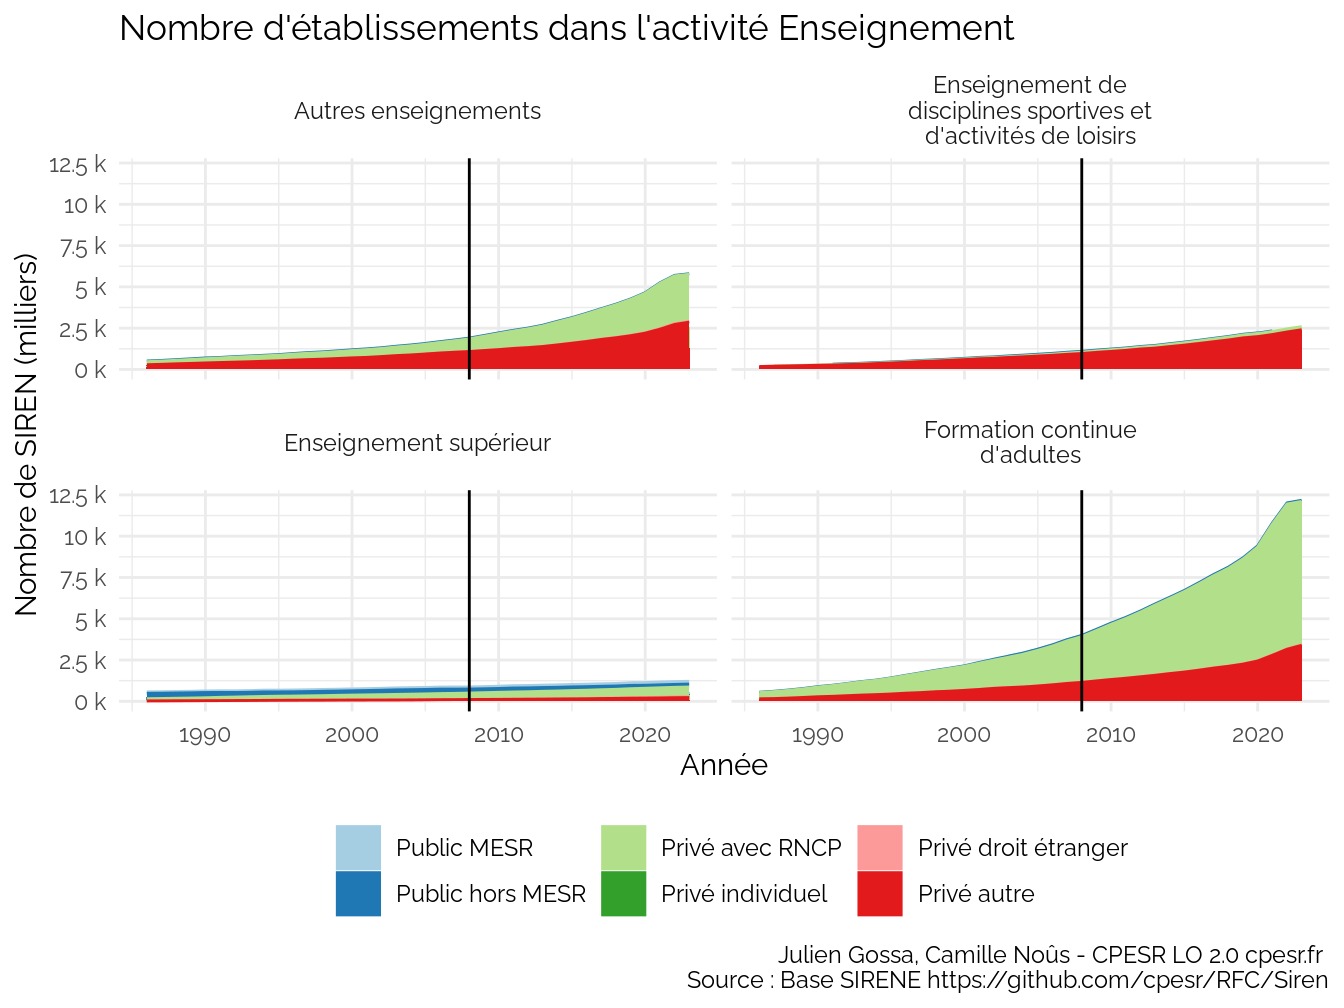 Nombre d'établissements dans l'activité Enseignement
Autres enseignements
Enseignement de
disciplines sportives et
d'activités de loisirs
12.5 k
10 k
7.5 k
5 k
2.5 k
0 k
Enseignement supérieur
Formation continue
d'adultes
12.5 k
10 k
7.5 k
5 k
2.5 k
0 k
Nombre de SIREN (milliers)
1990 2000 2010 2020
1990 2000 2010 2020
Année
Public MESR
Public hors MESR
Privé avec RNCP
Privé individuel
Privé droit étranger
Privé autre
Julien Gossa, Camille Noûs - CPESR LO 2.0 cpesr.fr
Source : Base SIRENE https://github.com/cpesr/RFC/Siren